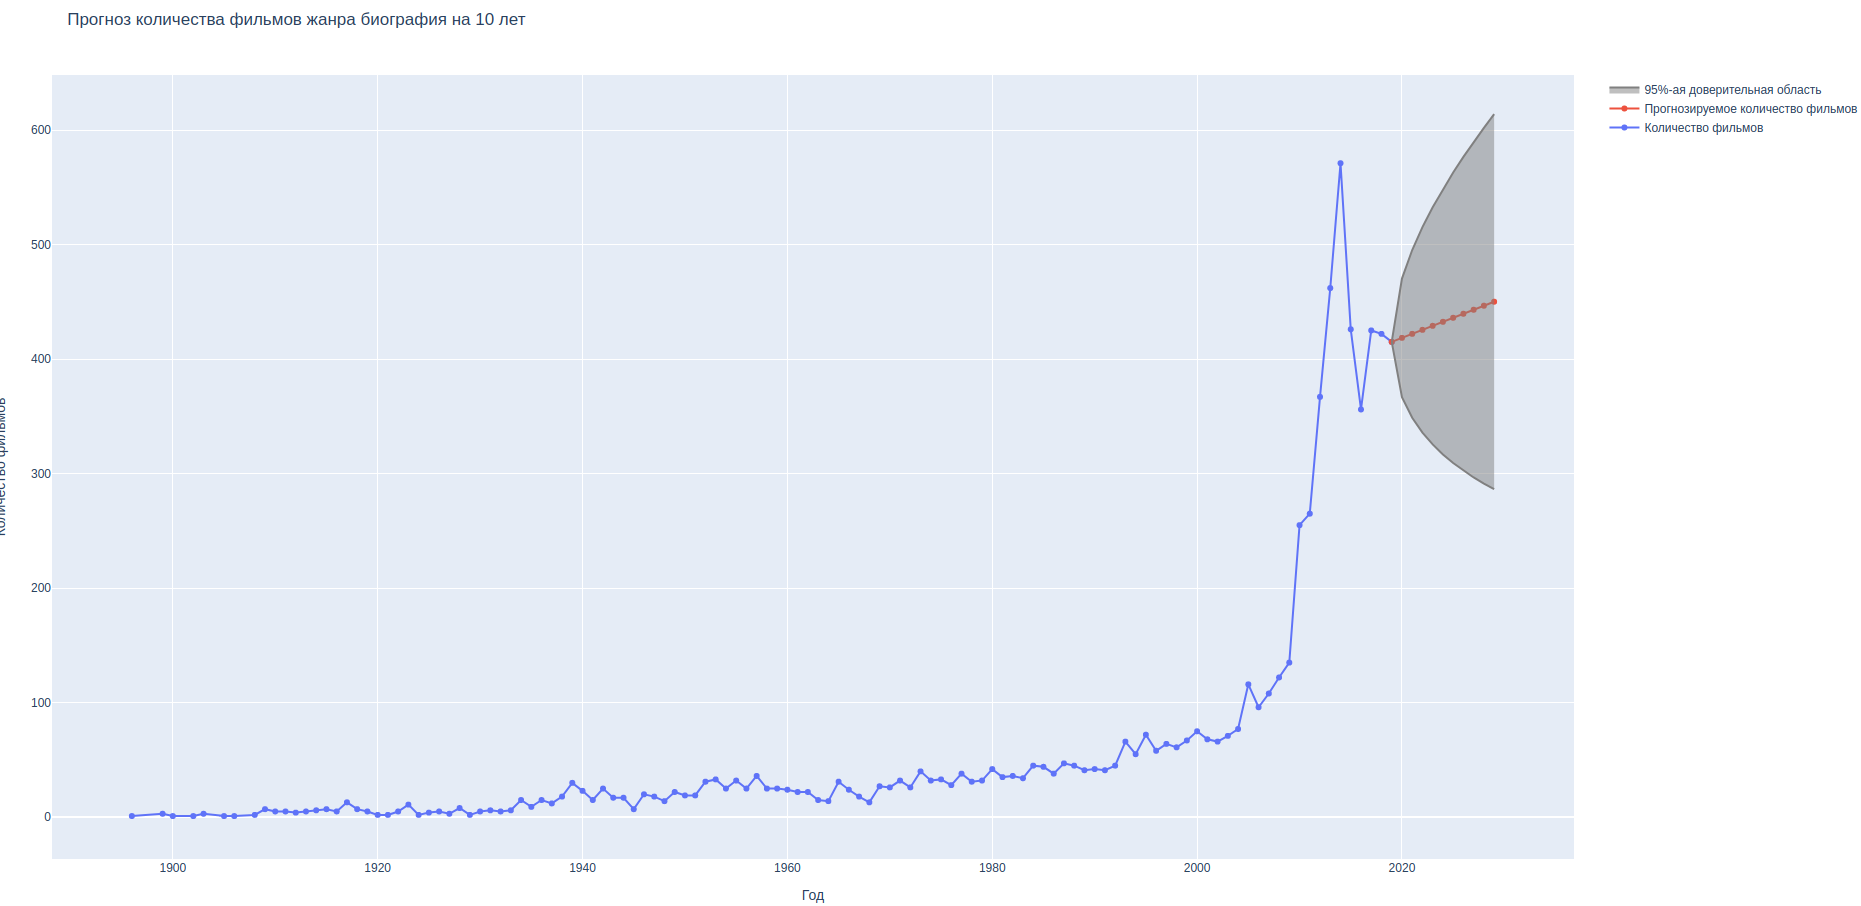 Прогноз количества фильмов жанра биография на 10 лет
95%-ая доверительная область
Прогнозируемое количество фильмов
Количество фильмов
600
500
400
300
200
100
0
Количество фильмов
1900
1920
1940
1960
1980
2000
2020
Год